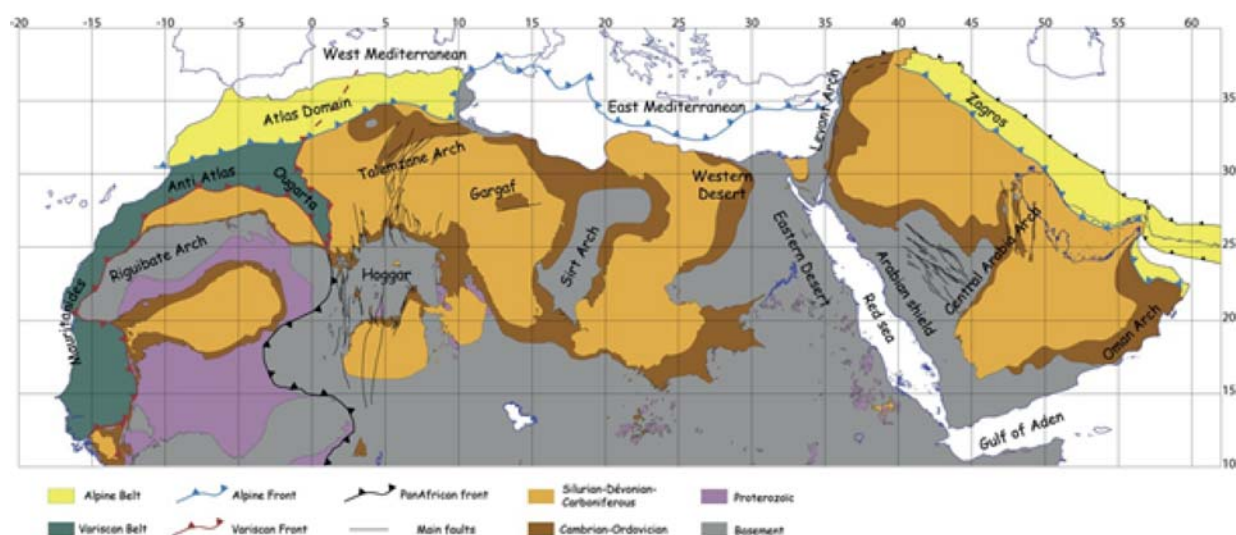 -20 -15 -10 -5 0 5 10 15 20 25 30 35 40 45 50 55 60
West Mediterranean
Atlas Domain
East Mediterranean
Levant Arch
Zagros
35
Talemzane Arch
Anti Atlas
Ougarta
Gargaf
Western
Desert
30
Riguibate Arch
Hoggar
Sirt Arch
Eastern Desert
Arabian shield
Central Arabia Arch
25
Mauritanides
Red sea
Oman Arch
20
15
Gulf of Aden
10
Alpine Belt
Alpine Front
PanAfrican front
Silurian-Dévonian-
Carboniferous
Proterozoic
Variscan Belt
Variscan Front
Main faults
Cambrian-Ordovician
Basement